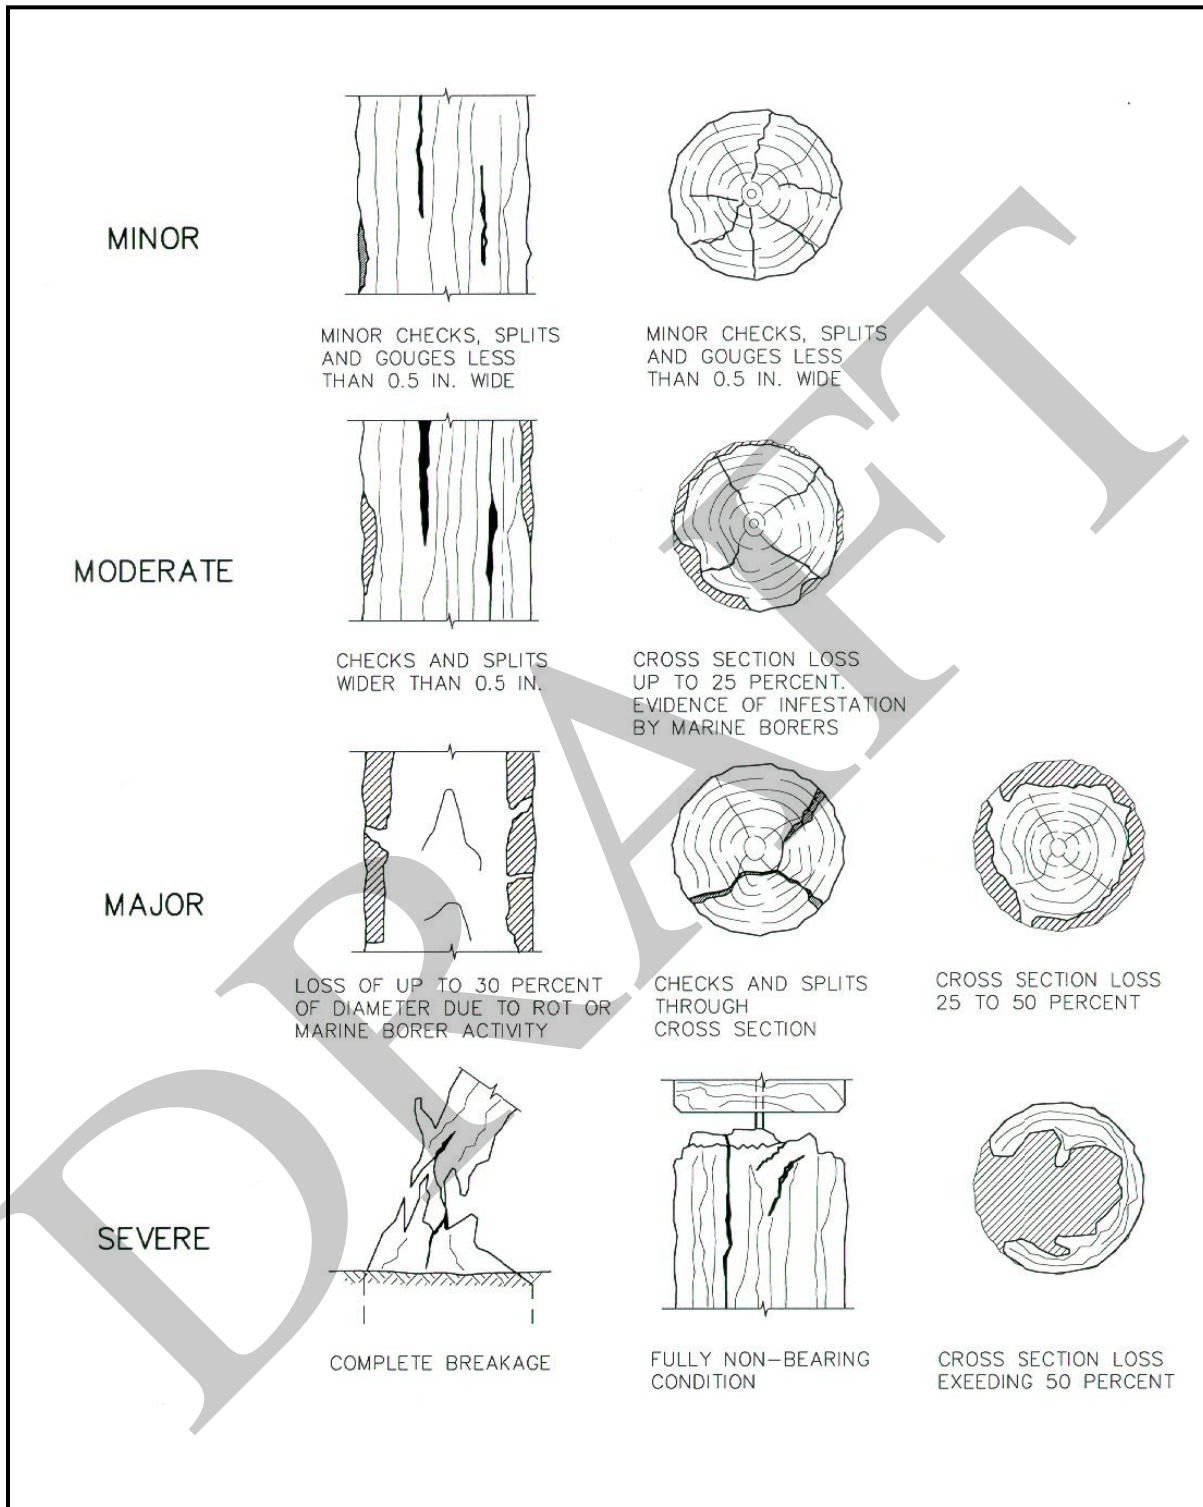 MINOR
MINOR CHECKS, SPLITS
AND GOUGES LESS
THAN 0.5 IN. WIDE
MINOR CHECKS, SPLITS
AND GOUGES LESS
THAN 0.5 IN. WIDE
MODERATE
CHECKS AND SPLITS
WIDER THAN 0.5 IN.
CROSS SECTION LOSS
UP TO 25 PERCENT.
EVIDENCE OF INFESTATION
BY MARINE BORERS
MAJOR
LOSS OF UP TO 30 PERCENT
OF DIAMETER DUE TO ROT OR
MARINE BORER ACTIVITY
CHECKS AND SPLITS
THROUGH
CROSS SECTION
CROSS SECTION LOSS
25 TO 50 PERCENT
SEVERE
COMPLETE BREAKAGE
FULLY NON-BEARING
CONDITION
CROSS SECTION LOSS
EXEEDING 50 PERCENT
DRAFT